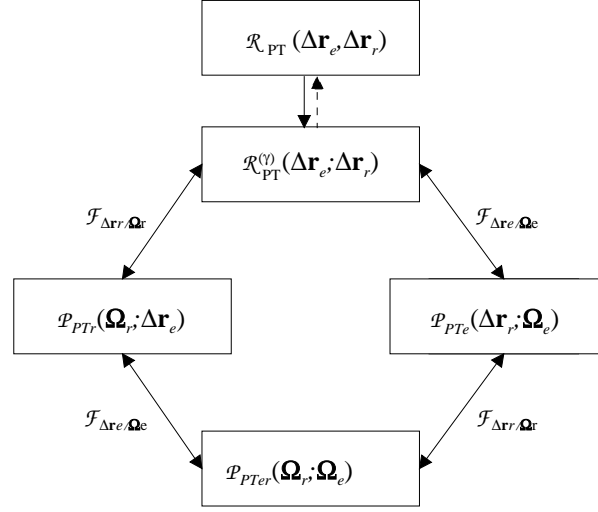 ℛ_PT (Δ𝐫_e,Δ𝐫_r)
ℛ_PT^(γ)(Δ𝐫_e;Δ𝐫_r)
ℱ_Δ𝐫r/𝛀r
ℱ_Δ𝐫e/𝛀e
𝒫_PTr(𝛀_r;Δ𝐫_e)
𝒫_PTe(Δ𝐫_r;𝛀_e)
ℱ_Δ𝐫e/𝛀e
ℱ_Δ𝐫r/𝛀r
𝒫_PTer(𝛀_r;𝛀_e)